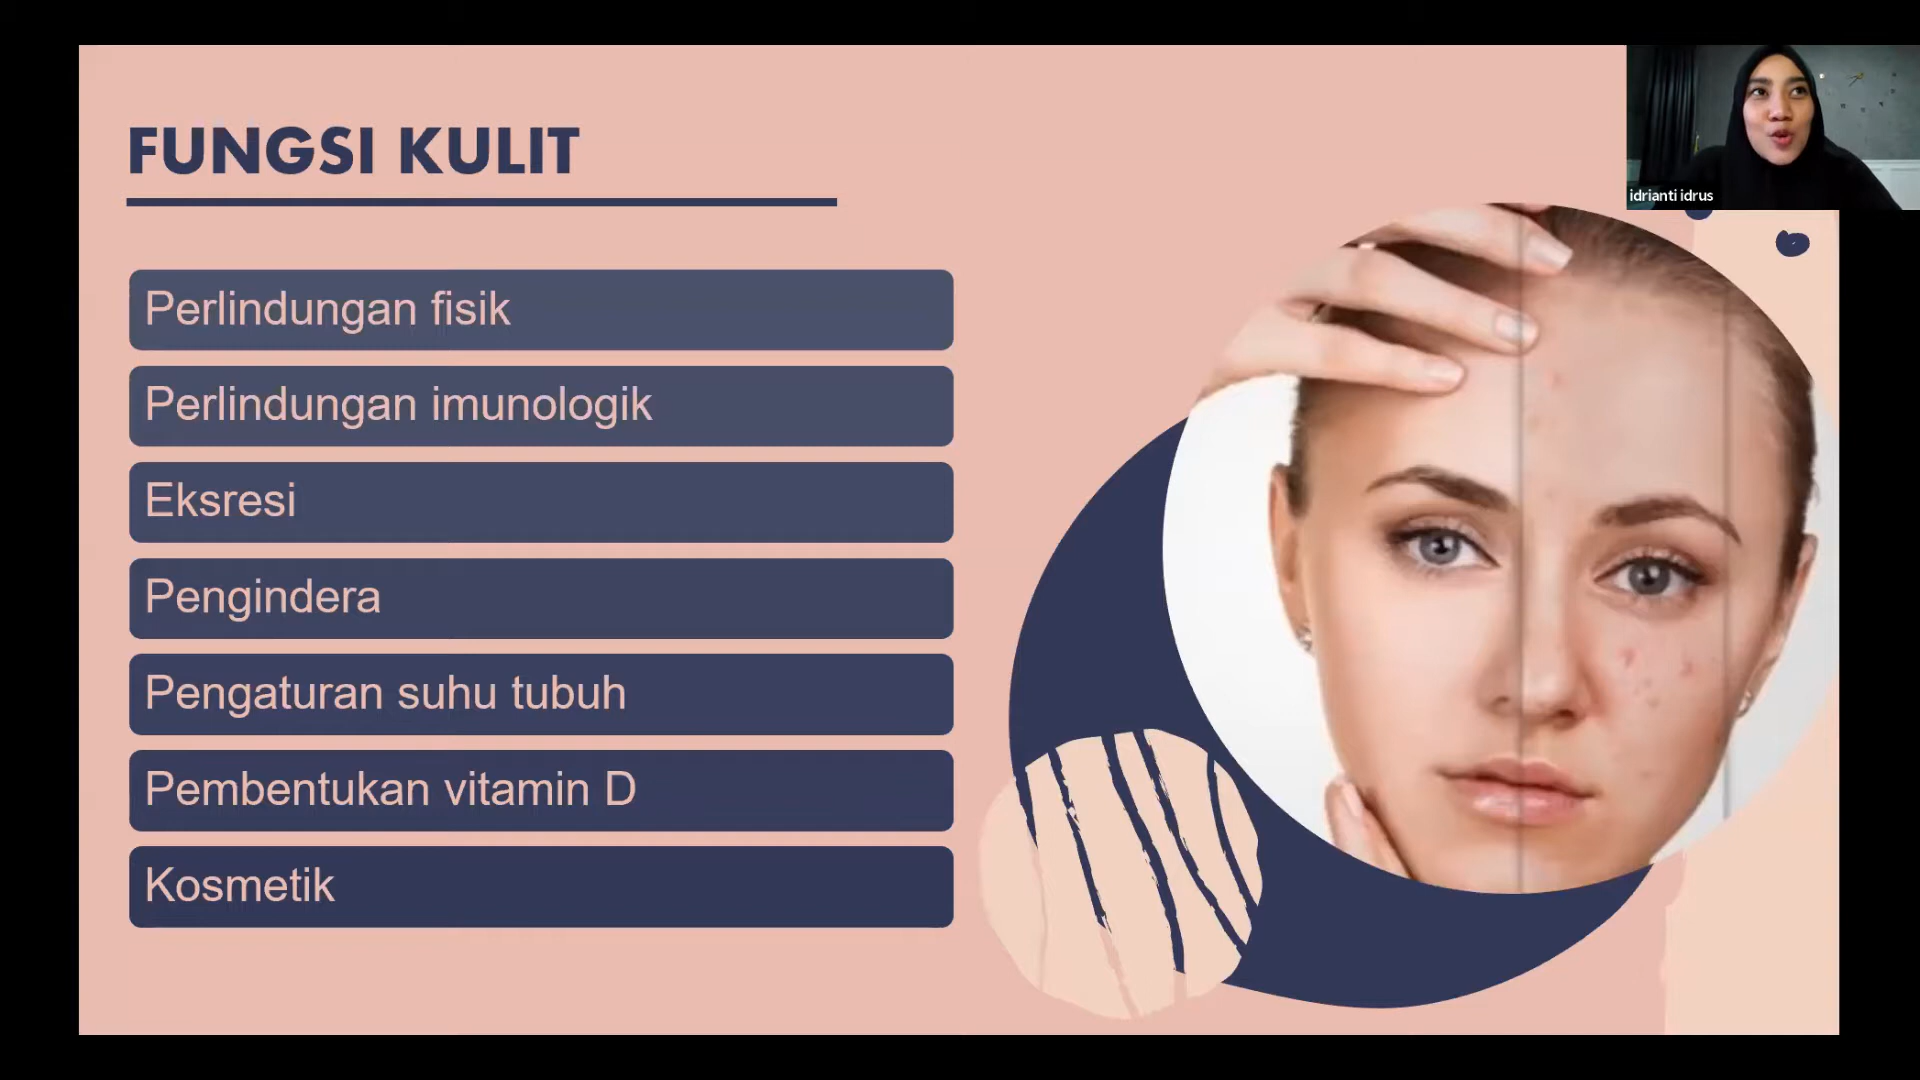 FUNGSI KULIT
Perlindungan fisik
Perlindungan imunologik
Eksresi
Pengindera
Pengaturan suhu tubuh
Pembentukan vitamin D
Kosmetik
idrianti idrus